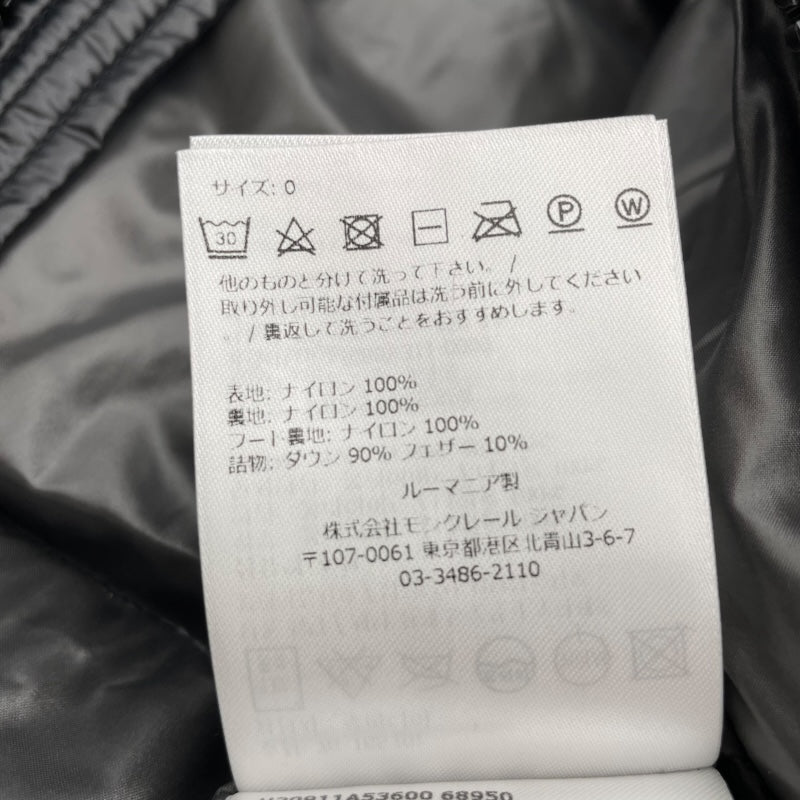 サイズ: 0
30 P W
他のものと分けて洗って下さい。 /
取り外し可能な付属品は洗う前に外してください
。 / 裏返して洗うことをおすすめします。
表地: ナイロン 100%
裏地: ナイロン 100%
フード裏地: ナイロン 100%
詰物: ダウン 90% フェザー 10%
ルーマニア製
株式会社モンクレール ジャパン
〒107-0061 東京都港区北青山3-6-7
03-3486-2110
68950